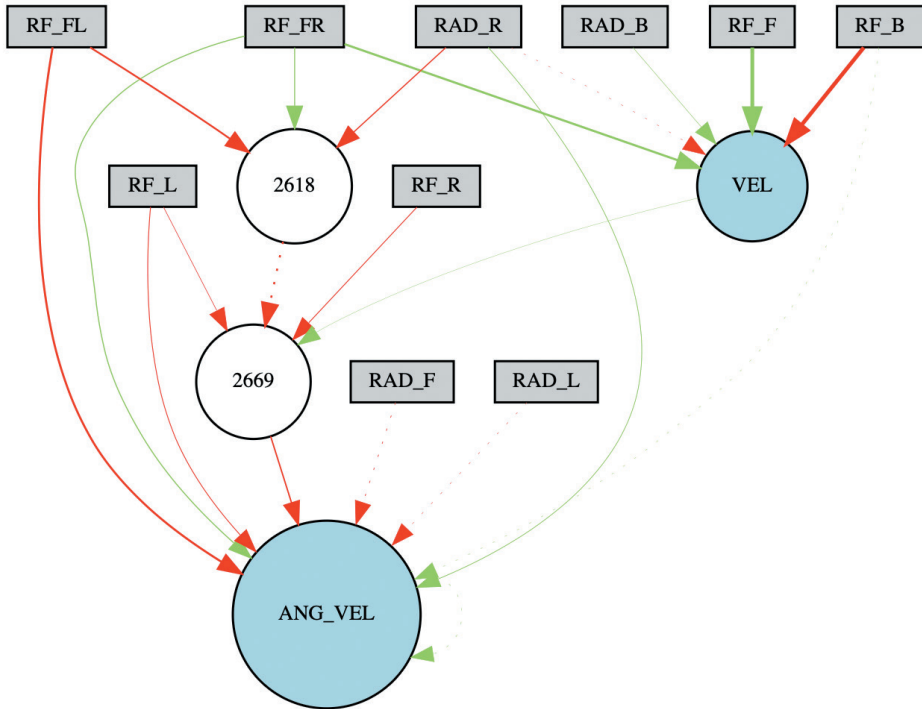 RF_FL
RF_FR
RAD_R
RAD_B
RF_F
RF_B
2618
VEL
RF_L
RF_R
2669
RAD_F
RAD_L
ANG_VEL